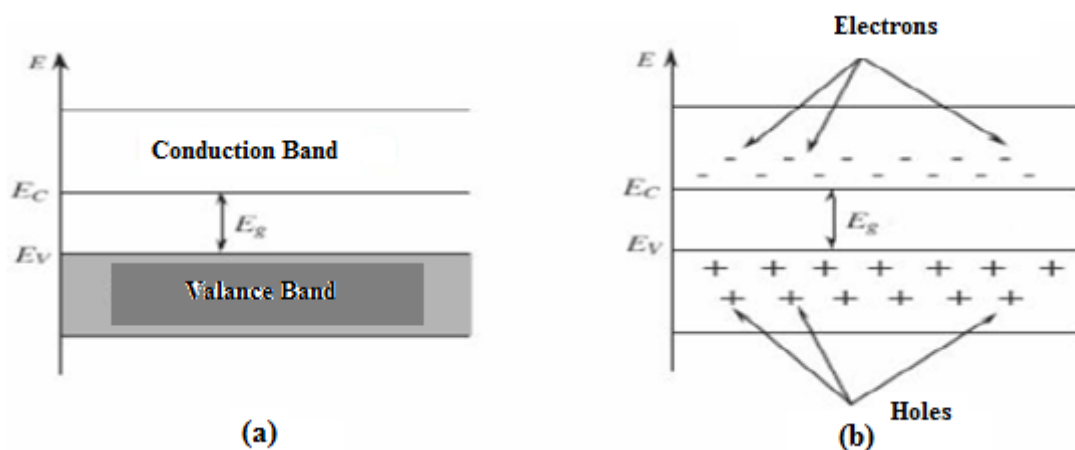 E
Conduction Band
E_C
E_g
E_V
Valance Band
(a)
Electrons
E
E_C
E_g
E_V
Holes
(b)